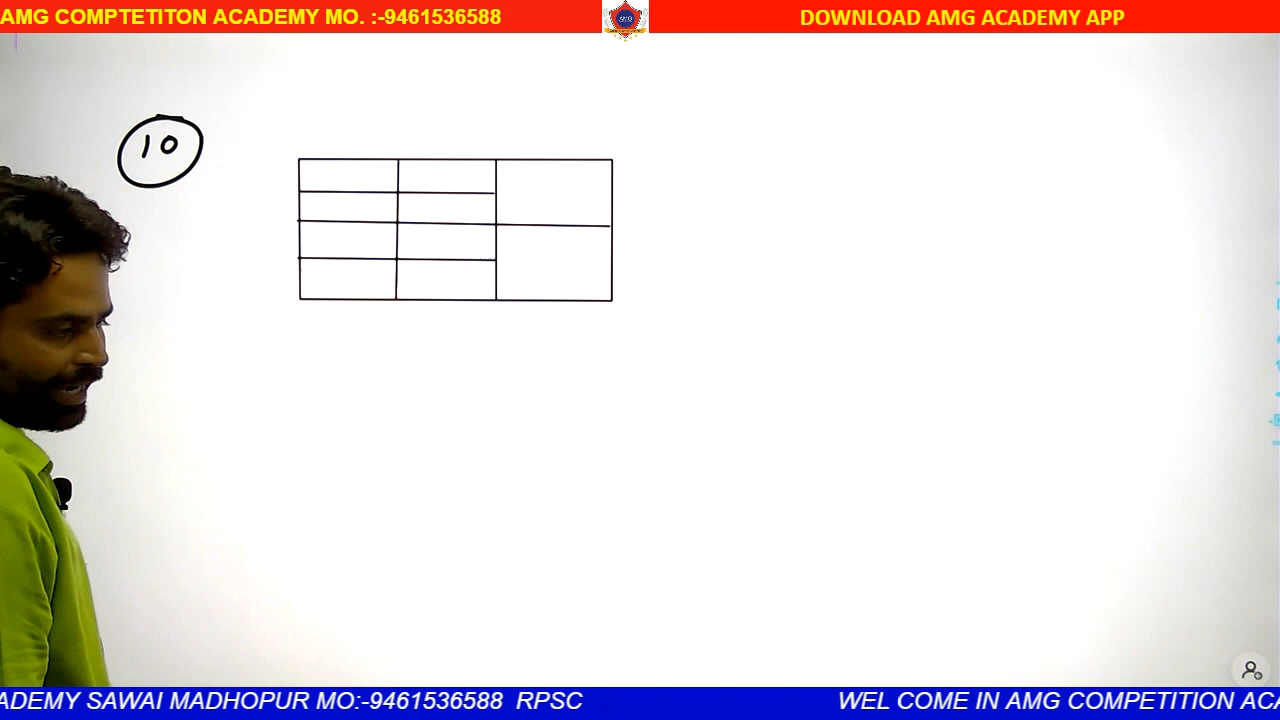 AMG COMPTETITON ACADEMY MO. :-9461536588
DOWNLOAD AMG ACADEMY APP
10
ADEMY SAWAI MADHOPUR MO:-9461536588 RPSC
WEL COME IN AMG COMPETITION ACA